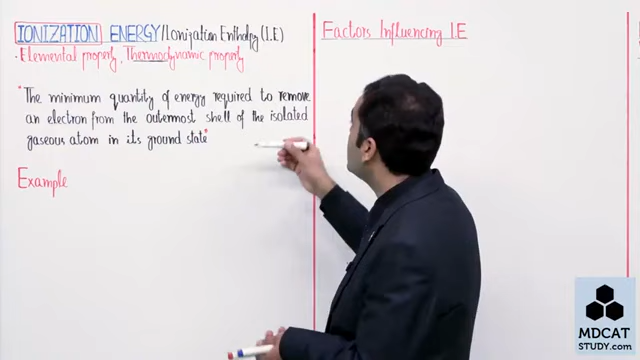 IONIZATION ENERGY/Ionization Enthalpy (I.E)
. Elemental property, Thermodynamic property
"The minimum quantity of energy required to remove
an electron from the outermost shell of the isolated
gaseous atom in its ground state"
Example
Factors Influencing I.E
MDCAT
STUDY.com